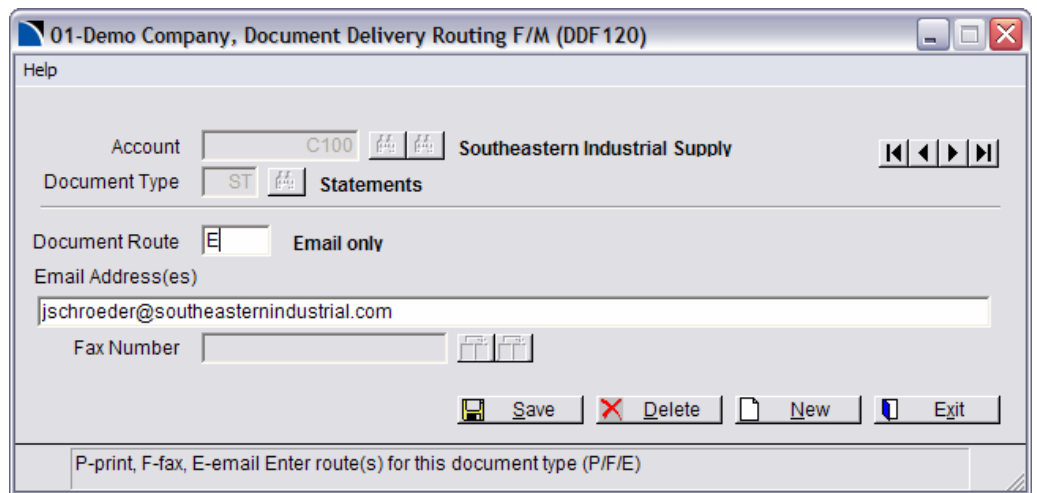 01-Demo Company, Document Delivery Routing F/M (DDF120)
Help
Account C100 Southeastern Industrial Supply
Document Type ST Statements
Document Route E Email only
Email Address(es)
jschroeder@southeasternindustrial.com
Fax Number
Save Delete New Exit
P-print, F-fax, E-email Enter route(s) for this document type (P/F/E)